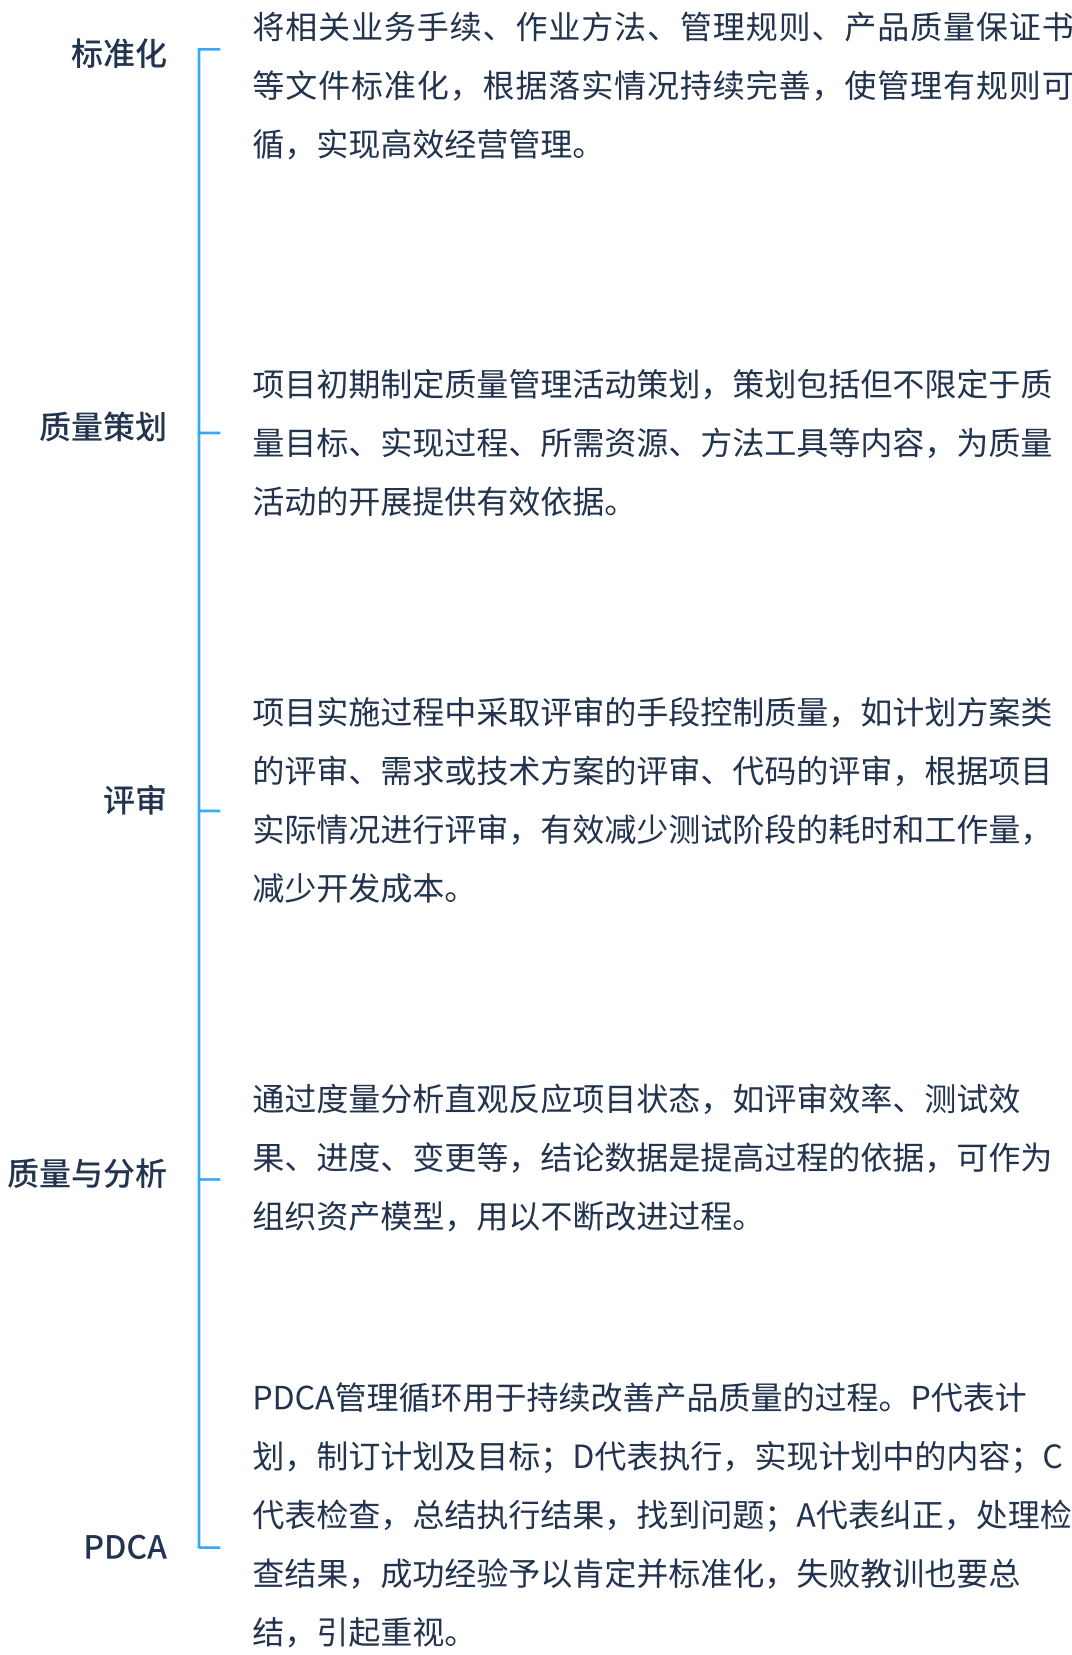 标准化
将相关业务手续、作业方法、管理规则、产品质量保证书
等文件标准化，根据落实情况持续完善，使管理有规则可
循，实现高效经营管理。
质量策划
项目初期制定质量管理活动策划，策划包括但不限定于质
量目标、实现过程、所需资源、方法工具等内容，为质量
活动的开展提供有效依据。
评审
项目实施过程中采取评审的手段控制质量，如计划方案类
的评审、需求或技术方案的评审、代码的评审，根据项目
实际情况进行评审，有效减少测试阶段的耗时和工作量，
减少开发成本。
质量与分析
通过度量分析直观反应项目状态，如评审效率、测试效
果、进度、变更等，结论数据是提高过程的依据，可作为
组织资产模型，用以不断改进过程。
PDCA
PDCA管理循环用于持续改善产品质量的过程。P代表计
划，制订计划及目标；D代表执行，实现计划中的内容；C
代表检查，总结执行结果，找到问题；A代表纠正，处理检
查结果，成功经验予以肯定并标准化，失败教训也要总
结，引起重视。